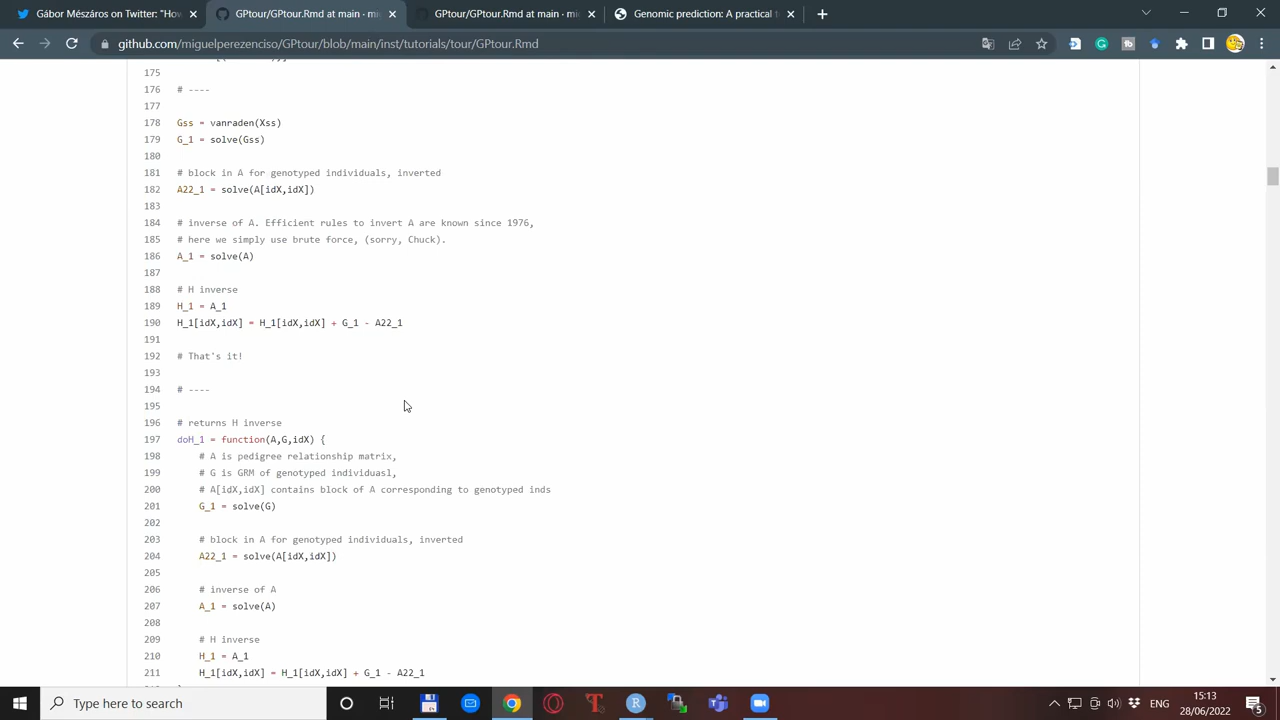 Gábor Mészáros on Twitter: "How
GPtour/GPtour.Rmd at main · mig
GPtour/GPtour.Rmd at main · mi
Genomic prediction: A practical t
github.com/miguelperezenciso/GPtour/blob/main/inst/tutorials/tour/GPtour.Rmd
175
176 # ----
177
178 Gss = vanraden(Xss)
179 G_1 = solve(Gss)
180
181 # block in A for genotyped individuals, inverted
182 A22_1 = solve(A[idX,idX])
183
184 # inverse of A. Efficient rules to invert A are known since 1976,
185 # here we simply use brute force, (sorry, Chuck).
186 A_1 = solve(A)
187
188 # H inverse
189 H_1 = A_1
190 H_1[idX,idX] = H_1[idX,idX] + G_1 - A22_1
191
192 # That's it!
193
194 # ----
195
196 # returns H inverse
197 doH_1 = function(A,G,idX) {
198 # A is pedigree relationship matrix,
199 # G is GRM of genotyped individuasl,
200 # A[idX,idX] contains block of A corresponding to genotyped inds
201 G_1 = solve(G)
202
203 # block in A for genotyped individuals, inverted
204 A22_1 = solve(A[idX,idX])
205
206 # inverse of A
207 A_1 = solve(A)
208
209 # H inverse
210 H_1 = A_1
211 H_1[idX,idX] = H_1[idX,idX] + G_1 - A22_1
Type here to search
ENG
15:13
28/06/2022
5